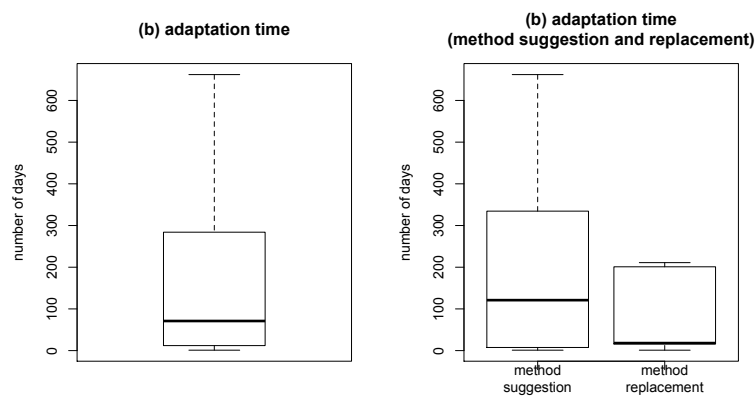 (b) adaptation time
number of days
0
100
200
300
400
500
600
(b) adaptation time
(method suggestion and replacement)
number of days
0
100
200
300
400
500
600
method
suggestion
method
replacement